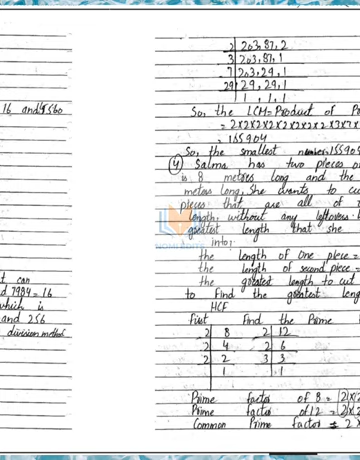 16 and 4560
t can
d 7984 = 16
which is
and 256
division method
2 203, 87, 2
3 203, 87, 1
7 203, 29, 1
29 29, 29, 1
1, 1, 1
So, the LCM = Product of P
= 2×2×2×2×2×2×2×3×7×
= 155904
So, the smallest number 155904
(4) Salma has two pieces o
is 8 metres long and the
metres long. She wants to cu
pieces that are all of
length, without any leftovers.
greatest length that she
into:
the length of one piece =
the length of second piece =
the greatest length to cut
to Find the greatest leng
HCF
First Find the Prime
2 8 2 12
2 4 2 6
2 2 3 3
1 1
Prime factor of 8 = 2×2
Prime factor of 12 = 2×2×
Common Prime factor = 2×